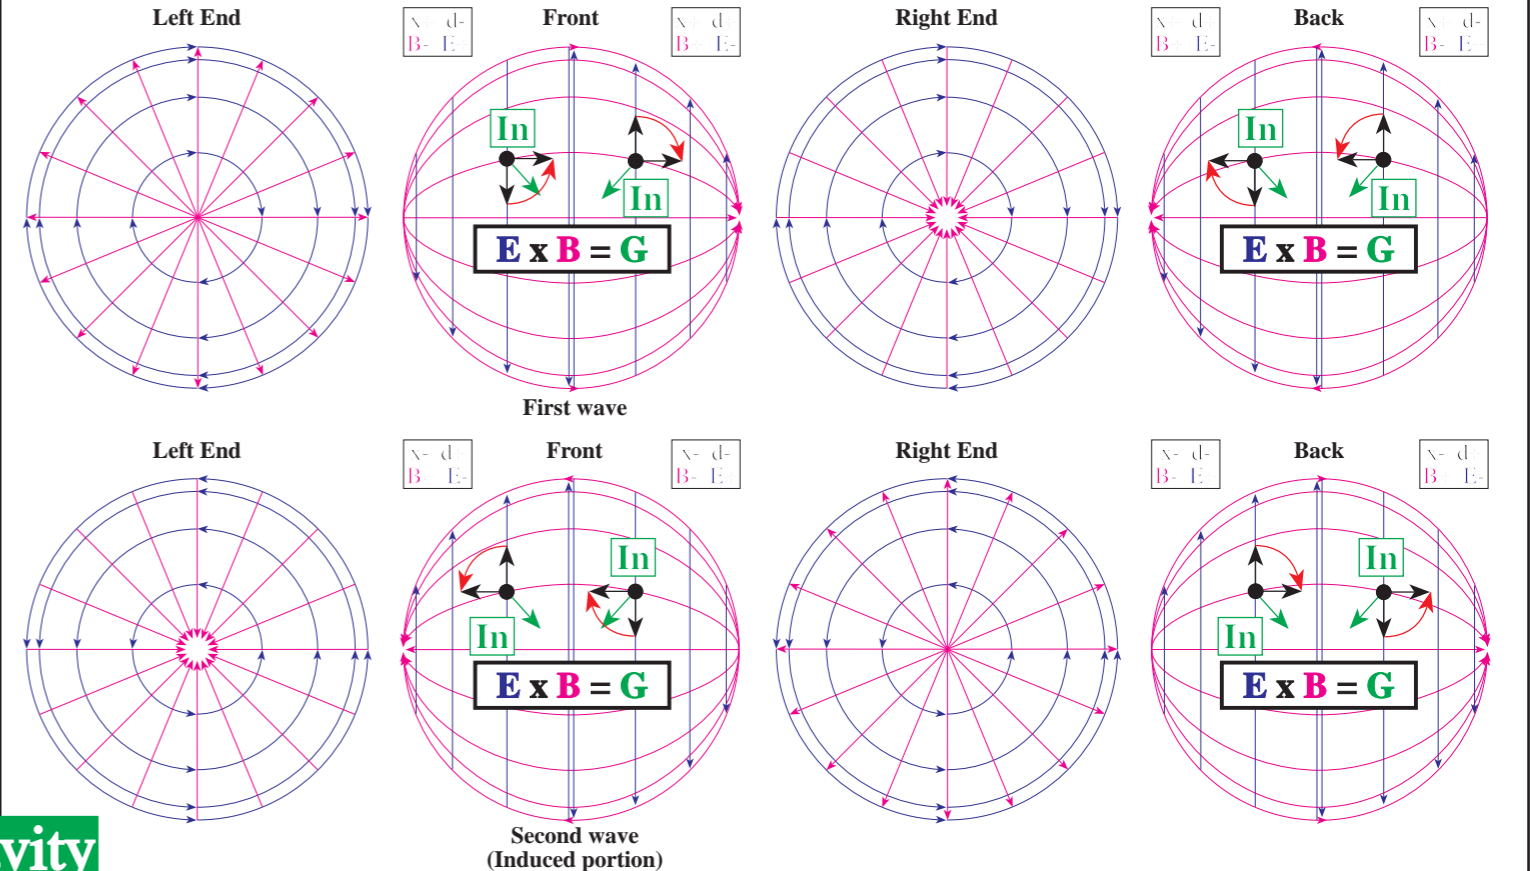 Left End
Front
Right End
Back
In
In
In
In
E x B = G
E x B = G
First wave
Left End
Front
Right End
Back
In
In
In
In
E x B = G
E x B = G
Second wave
(Induced portion)
vity